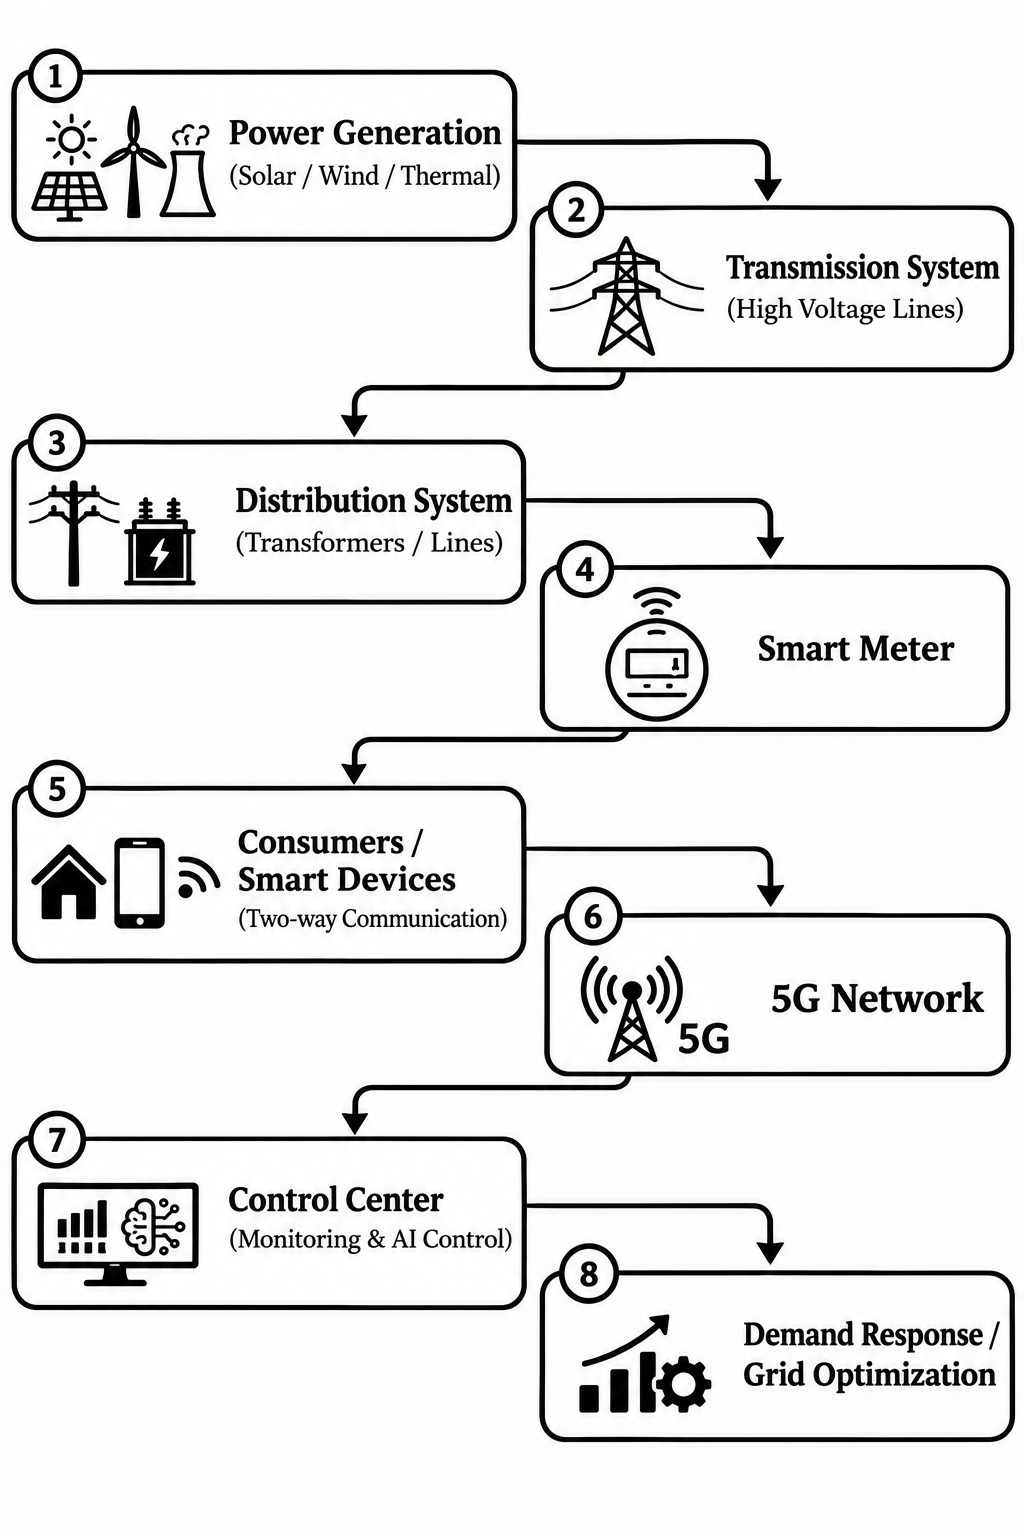 1
Power Generation
(Solar / Wind / Thermal)
2
Transmission System
(High Voltage Lines)
3
Distribution System
(Transformers / Lines)
4
Smart Meter
5
Consumers /
Smart Devices
(Two-way Communication)
6
5G
5G Network
7
Control Center
(Monitoring & AI Control)
8
Demand Response /
Grid Optimization